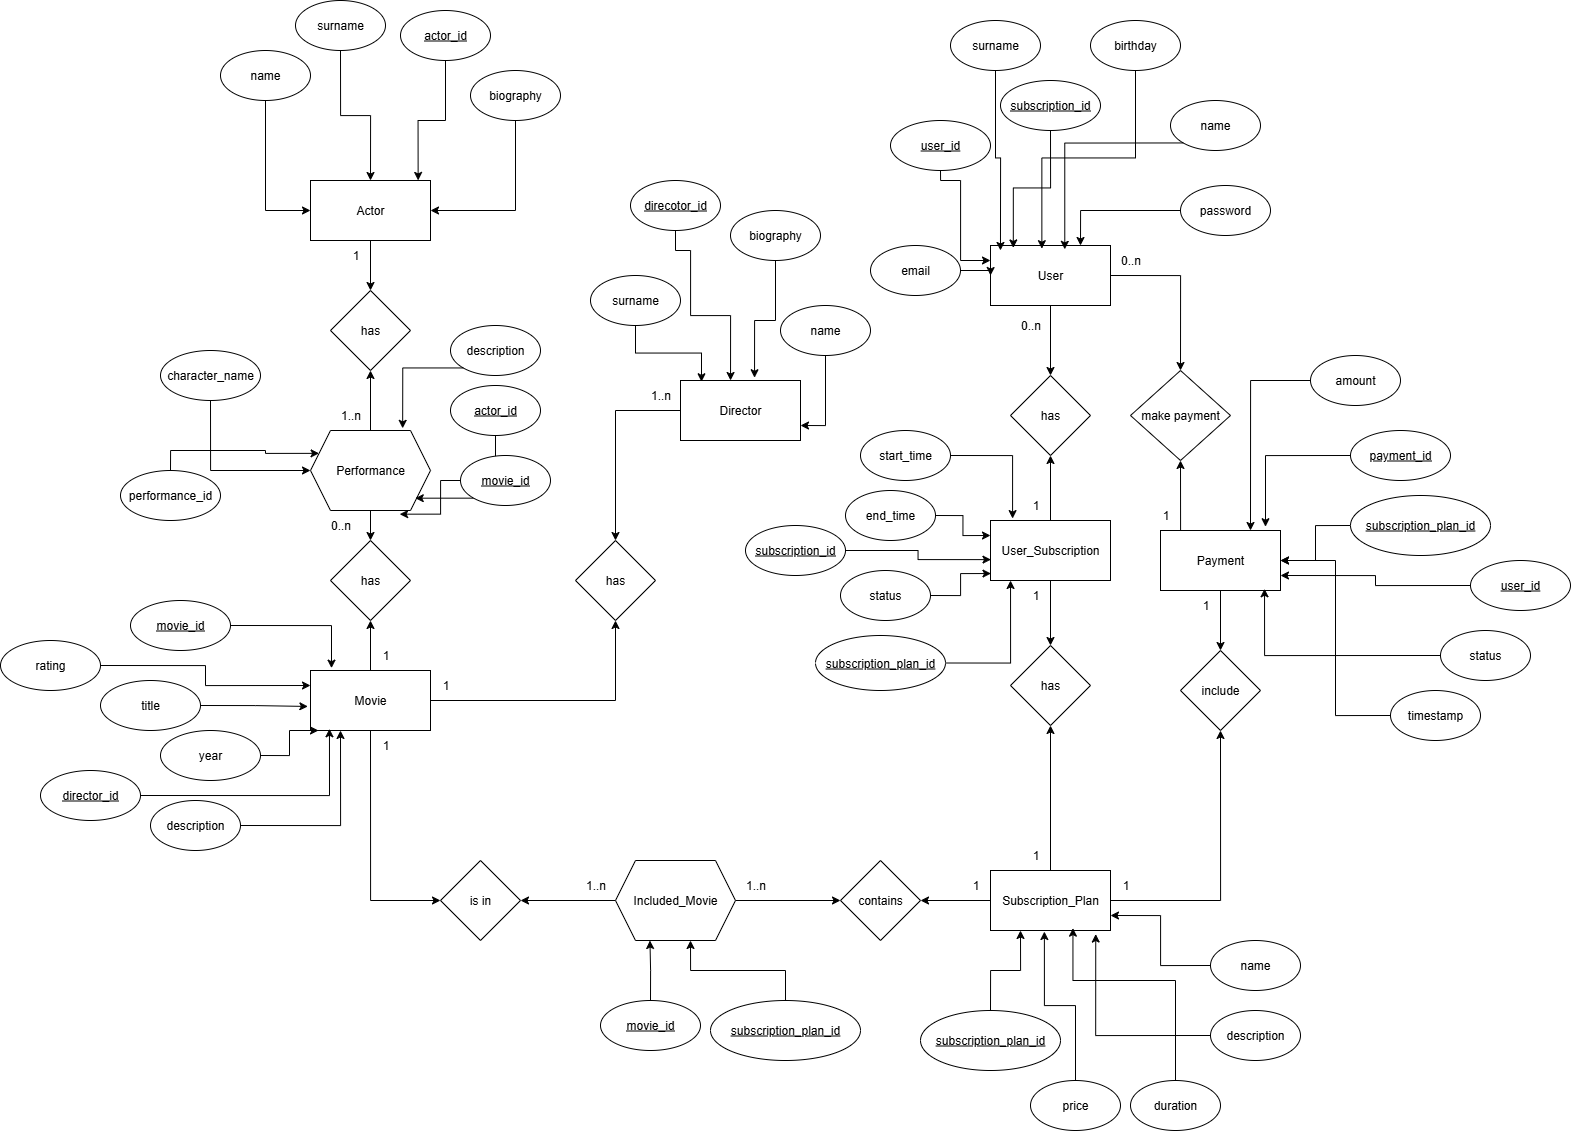 surname
actor_id
name
biography
Actor
1
has
1..n
character_name
description
actor_id
Performance
movie_id
performance_id
0..n
has
1
movie_id
rating
title
Movie
1
year
1
director_id
description
direcotor_id
biography
surname
name
1..n
Director
has
surname
birthday
subscription_id
name
user_id
password
email
User
0..n
0..n
has
make payment
amount
start_time
payment_id
end_time
1
1
subscription_plan_id
subscription_id
User_Subscription
Payment
user_id
status
1
1
subscription_plan_id
has
include
status
timestamp
1
is in
1..n
Included_Movie
1..n
contains
1
Subscription_Plan
1
name
movie_id
subscription_plan_id
subscription_plan_id
description
price
duration